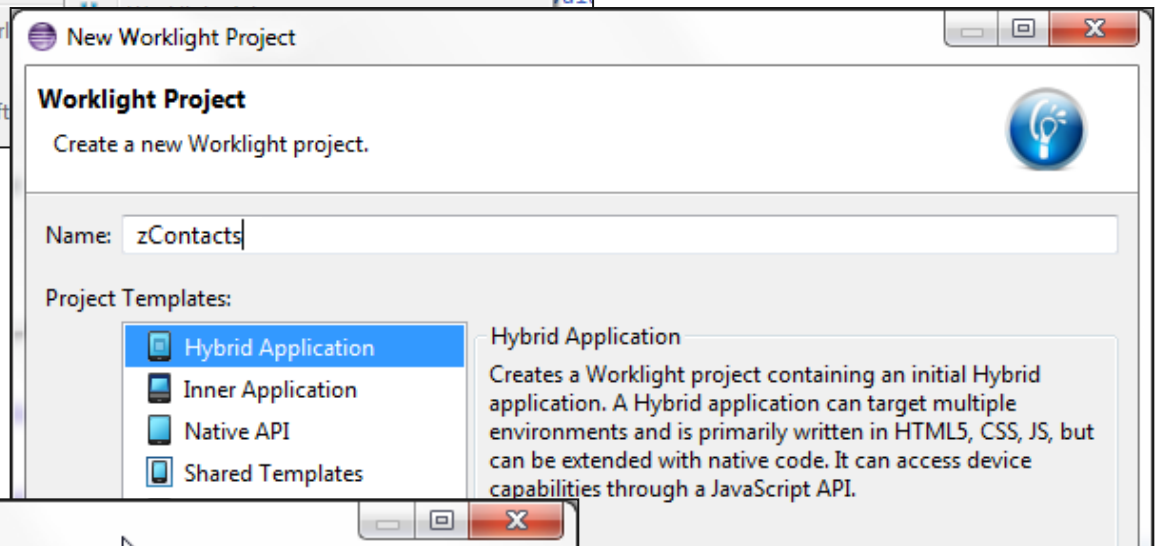 New Worklight Project
Worklight Project
Create a new Worklight project.
Name: zContacts
Project Templates:
Hybrid Application
Inner Application
Native API
Shared Templates
Hybrid Application
Creates a Worklight project containing an initial Hybrid
application. A Hybrid application can target multiple
environments and is primarily written in HTML5, CSS, JS, but
can be extended with native code. It can access device
capabilities through a JavaScript API.